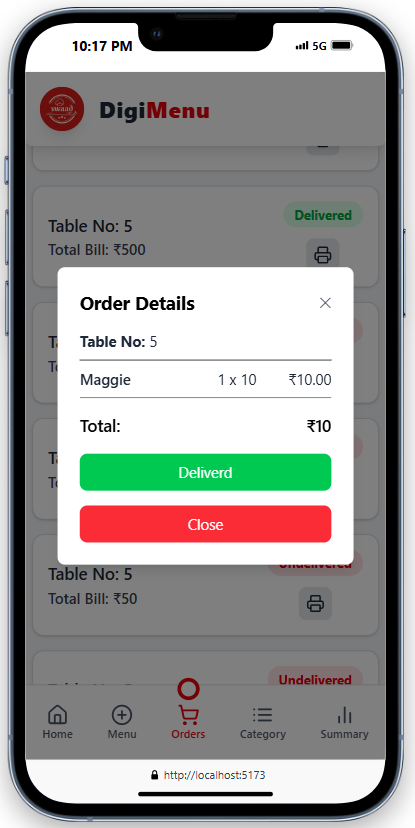 10:17 PM 5G
swaad
DigiMenu
Delivered
Table No: 5
Total Bill: ₹500
Order Details
Table No: 5
Maggie 1 x 10 ₹10.00
Total: ₹10
Deliverd
Close
Undelivered
Table No: 5
Total Bill: ₹50
Undelivered
Home Menu Orders Category Summary
http://localhost:5173